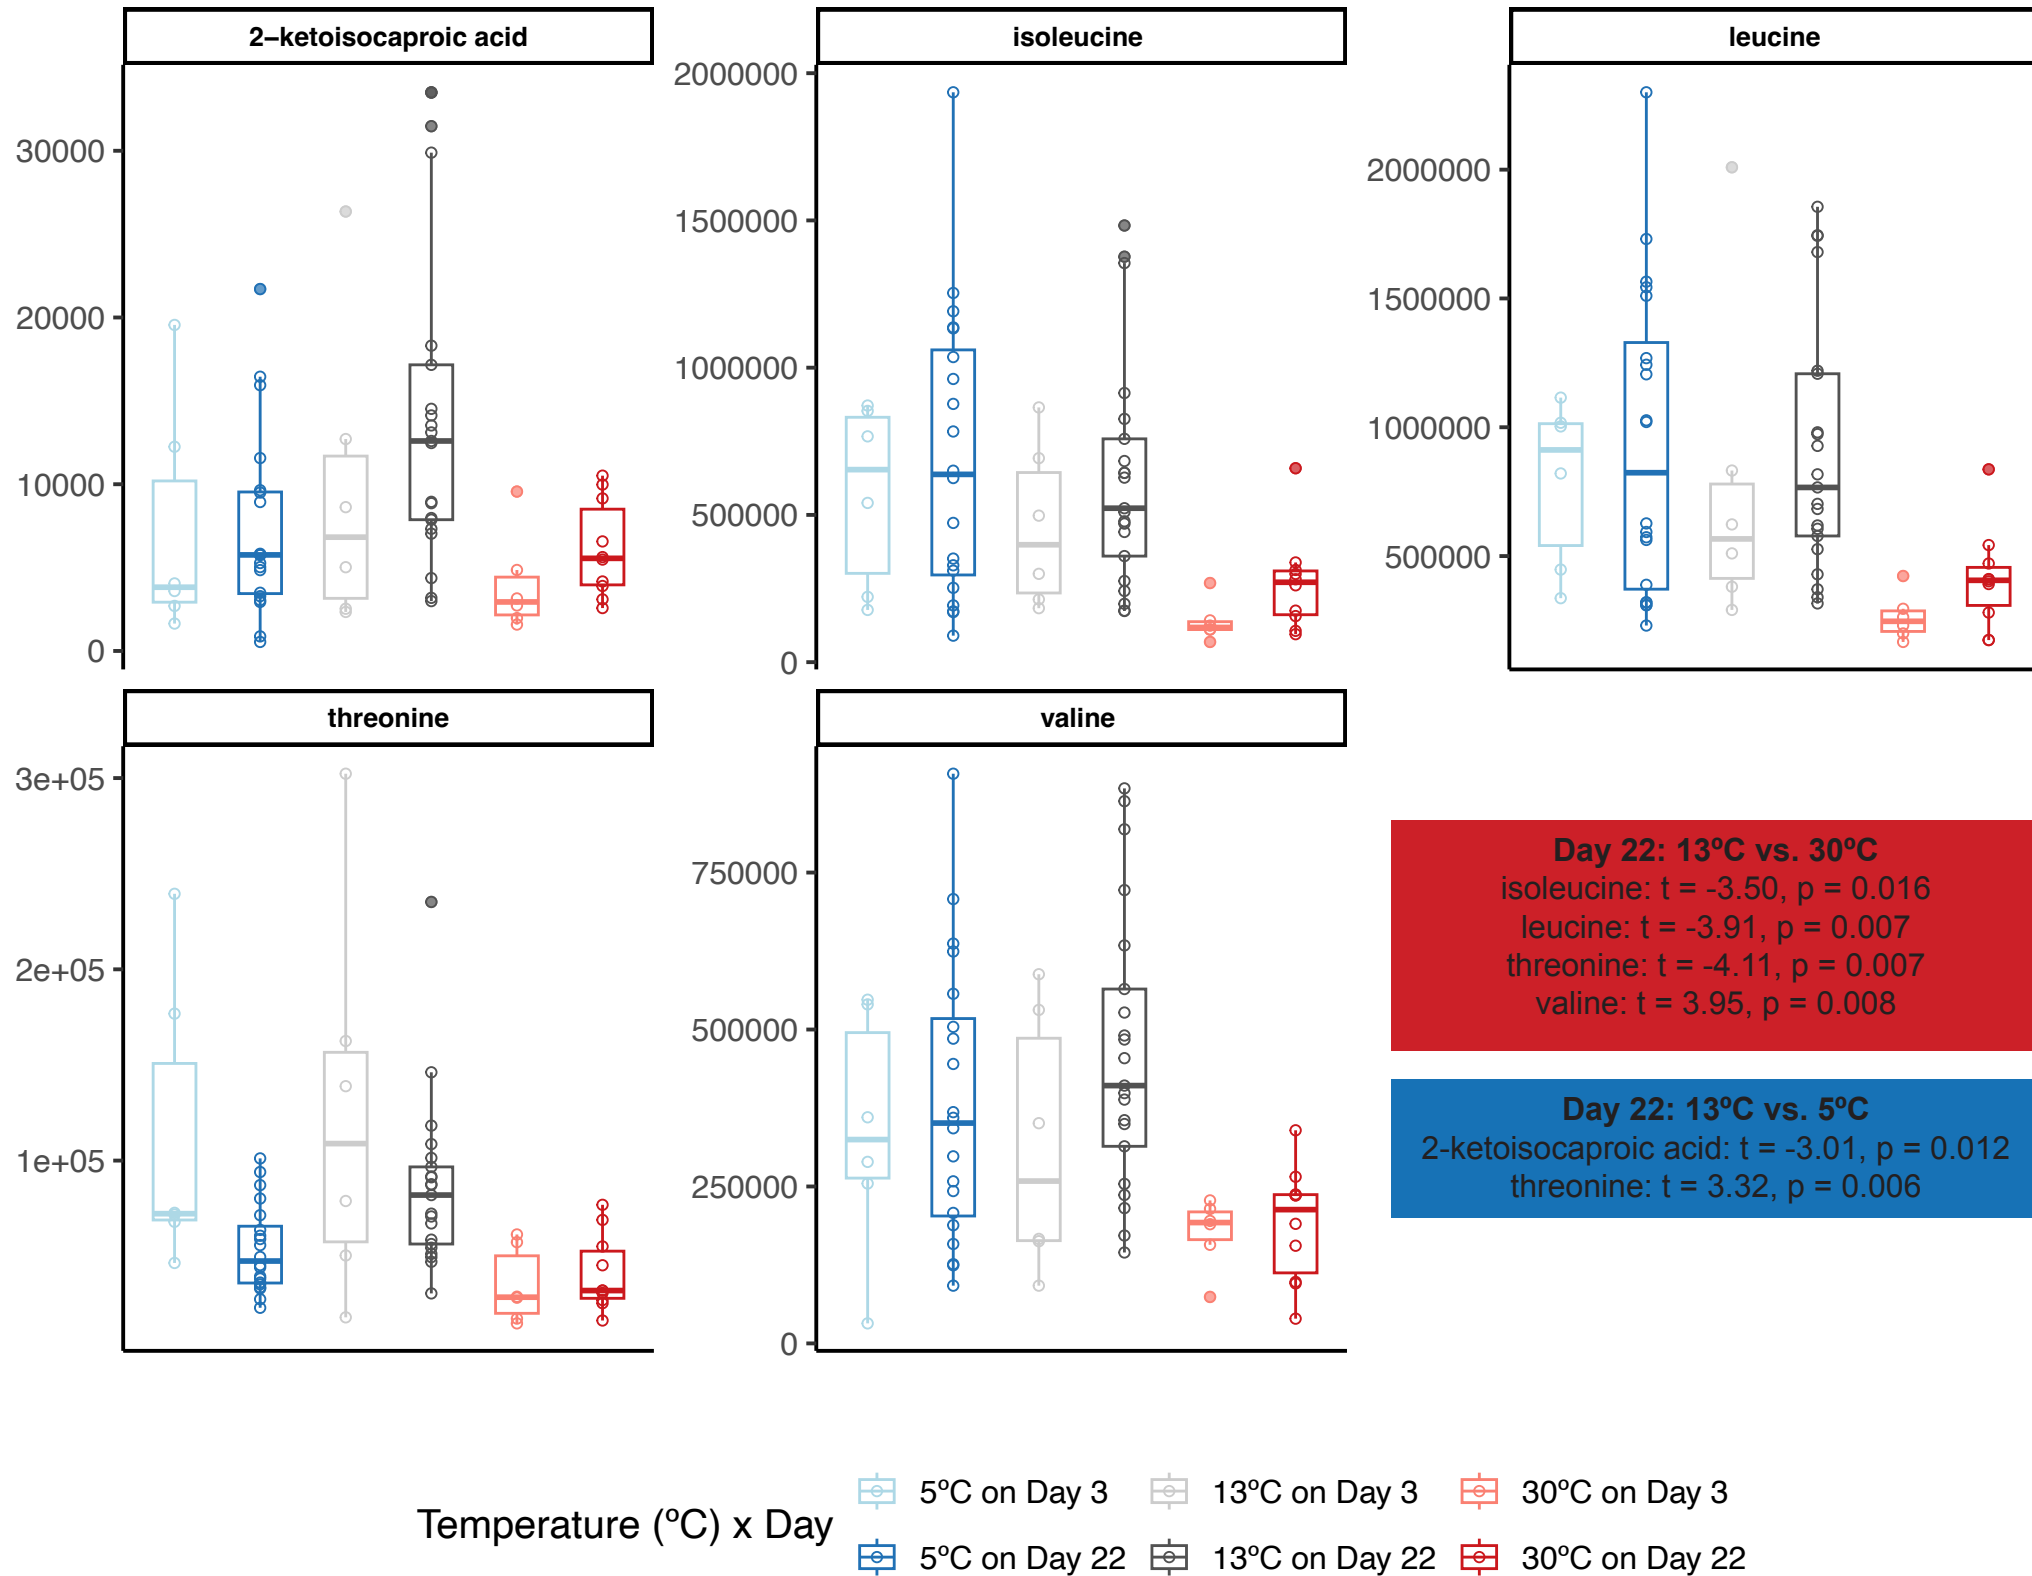 2–ketoisocaproic acid
isoleucine
leucine
30000
20000
10000
0
2000000
1500000
1000000
500000
0
2000000
1500000
1000000
500000
threonine
valine
3e+05
2e+05
1e+05
750000
500000
250000
0
Day 22: 13ºC vs. 30ºC
isoleucine: t = -3.50, p = 0.016
leucine: t = -3.91, p = 0.007
threonine: t = -4.11, p = 0.007
valine: t = 3.95, p = 0.008
Day 22: 13ºC vs. 5ºC
2-ketoisocaproic acid: t = -3.01, p = 0.012
threonine: t = 3.32, p = 0.006
Temperature (ºC) x Day
5ºC on Day 3
13ºC on Day 3
30ºC on Day 3
5ºC on Day 22
13ºC on Day 22
30ºC on Day 22